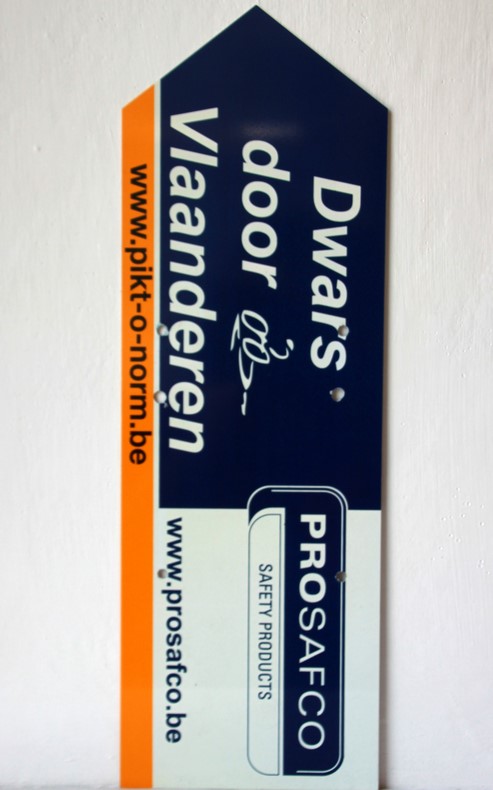 Dwars
door
Vlaanderen
PROSAFCO
SAFETY PRODUCTS
www.prosafco.be
www.pikt-o-norm.be